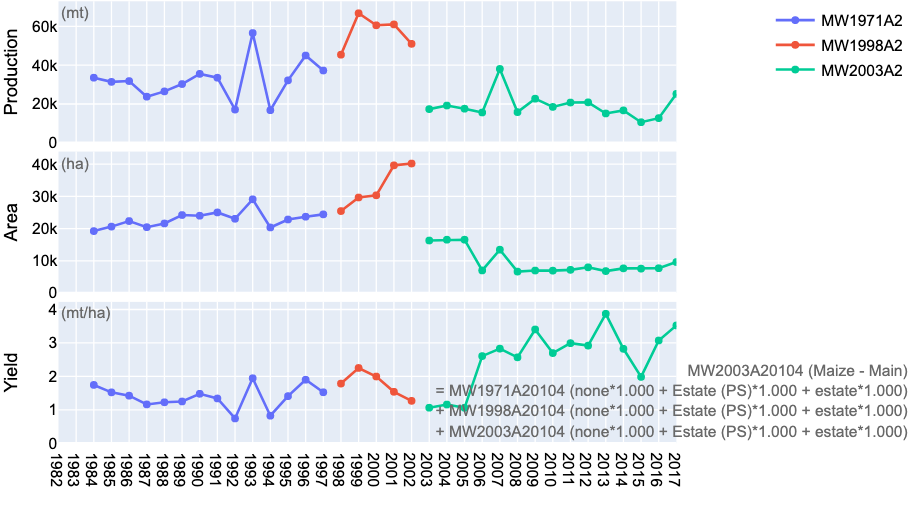 (mt)
Production
60k
40k
20k
0
MW1971A2
MW1998A2
MW2003A2
(ha)
Area
40k
30k
20k
10k
0
(mt/ha)
Yield
4
3
2
1
0
MW2003A20104 (Maize - Main)
= MW1971A20104 (none*1.000 + Estate (PS)*1.000 + estate*1.000)
+ MW1998A20104 (none*1.000 + Estate (PS)*1.000 + estate*1.000)
+ MW2003A20104 (none*1.000 + Estate (PS)*1.000 + estate*1.000)
1982
1983
1984
1985
1986
1987
1988
1989
1990
1991
1992
1993
1994
1995
1996
1997
1998
1999
2000
2001
2002
2003
2004
2005
2006
2007
2008
2009
2010
2011
2012
2013
2014
2015
2016
2017